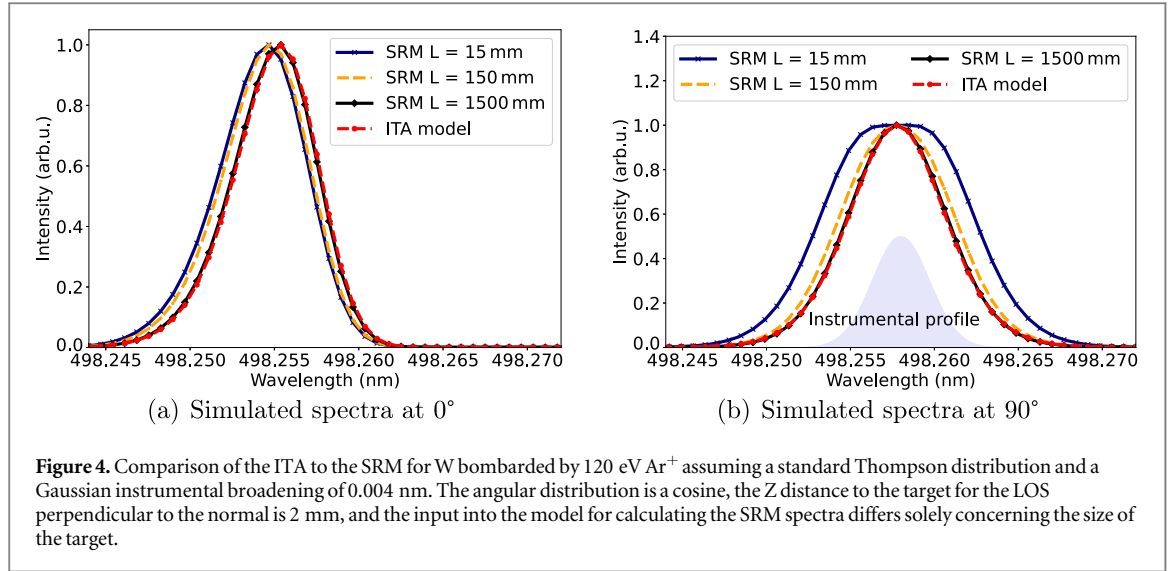 1.0
0.8
0.6
0.4
0.2
0.0
Intensity (arb.u.)
SRM L = 15 mm
SRM L = 150 mm
SRM L = 1500 mm
ITA model
498.245 498.250 498.255 498.260 498.265 498.270
Wavelength (nm)
(a) Simulated spectra at 0°
1.4
1.2
1.0
0.8
0.6
0.4
0.2
0.0
Intensity (arb.u.)
SRM L = 15 mm SRM L = 1500 mm
SRM L = 150 mm ITA model
Instrumental profile
498.245 498.250 498.255 498.260 498.265 498.270
Wavelength (nm)
(b) Simulated spectra at 90°
Figure 4. Comparison of the ITA to the SRM for W bombarded by 120 eV Ar⁺ assuming a standard Thompson distribution and a
Gaussian instrumental broadening of 0.004 nm. The angular distribution is a cosine, the Z distance to the target for the LOS
perpendicular to the normal is 2 mm, and the input into the model for calculating the SRM spectra differs solely concerning the size of
the target.